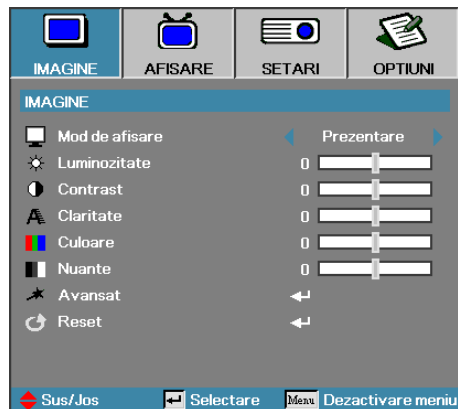 IMAGINE AFISARE SETARI OPTIUNI
IMAGINE
Mod de afisare Prezentare
Luminozitate 0
Contrast 0
Claritate 0
Culoare 0
Nuante 0
Avansat
Reset
Sus/Jos Selectare Menu Dezactivare meniu